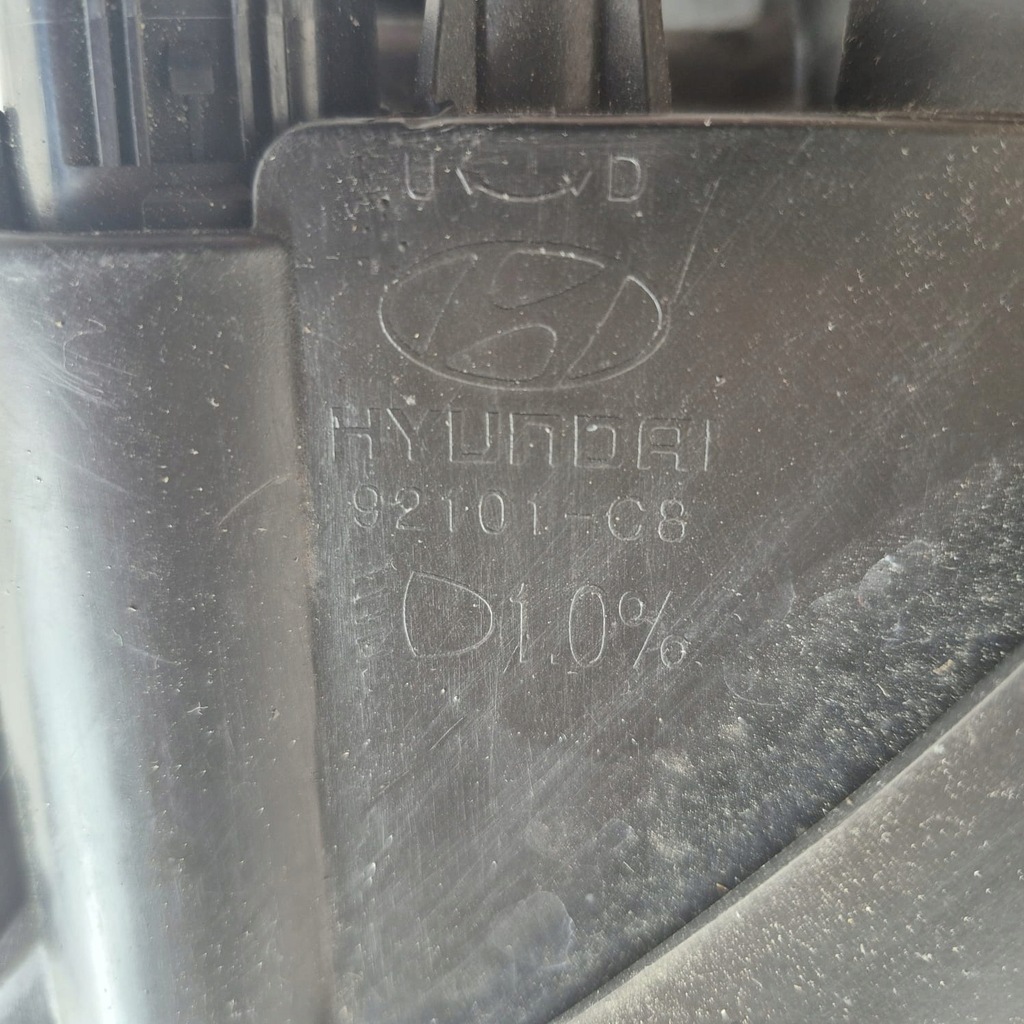 U D
HYUNDAI
92101-C8
1.0%